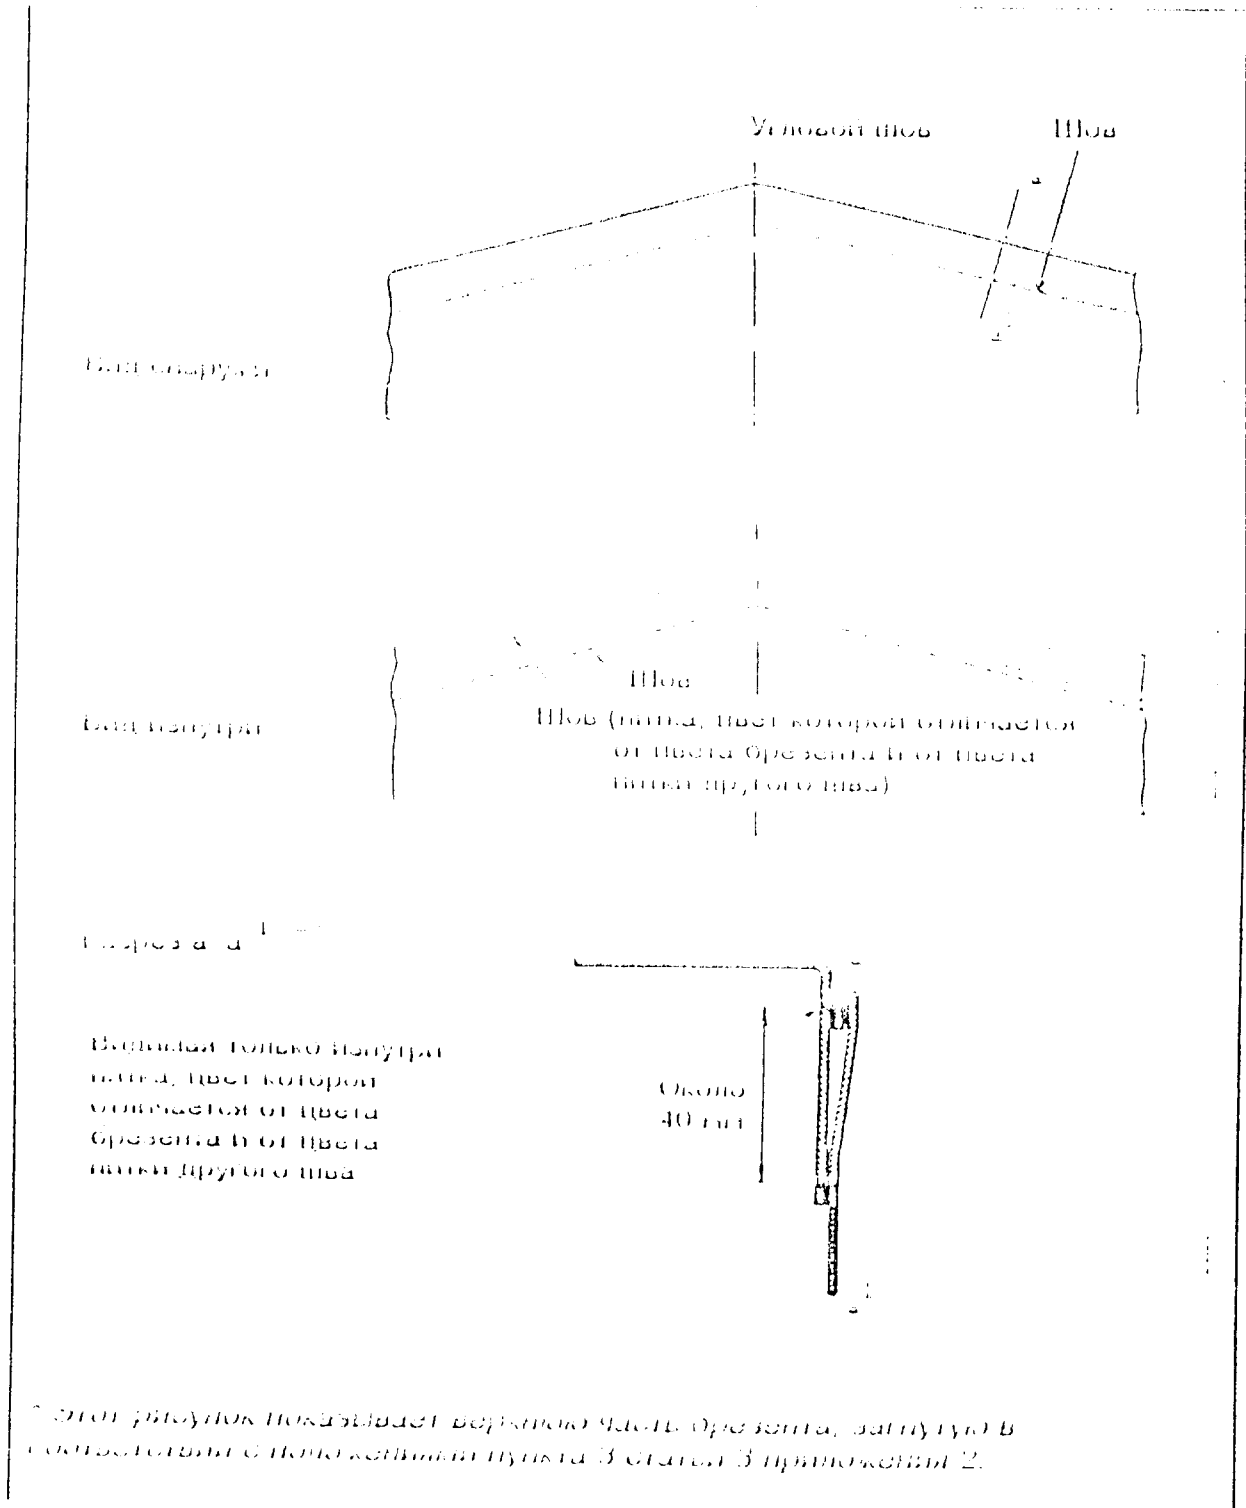 Угловой шов
Шов
a
a'
Вид снаружи
Шов
Вид изнутри
Шов (нитка, цвет которой отличается
от цвета брезента и от цвета
нитки другого шва)
Разрез a-a'
Видимая только изнутри
нитка, цвет которой
отличается от цвета
брезента и от цвета
нитки другого шва
Около
40 mm
a
a'
* Этот рисунок показывает верхнюю часть брезента, загнутую в
соответствии с положениями пункта 3 статьи 3 приложения 2.